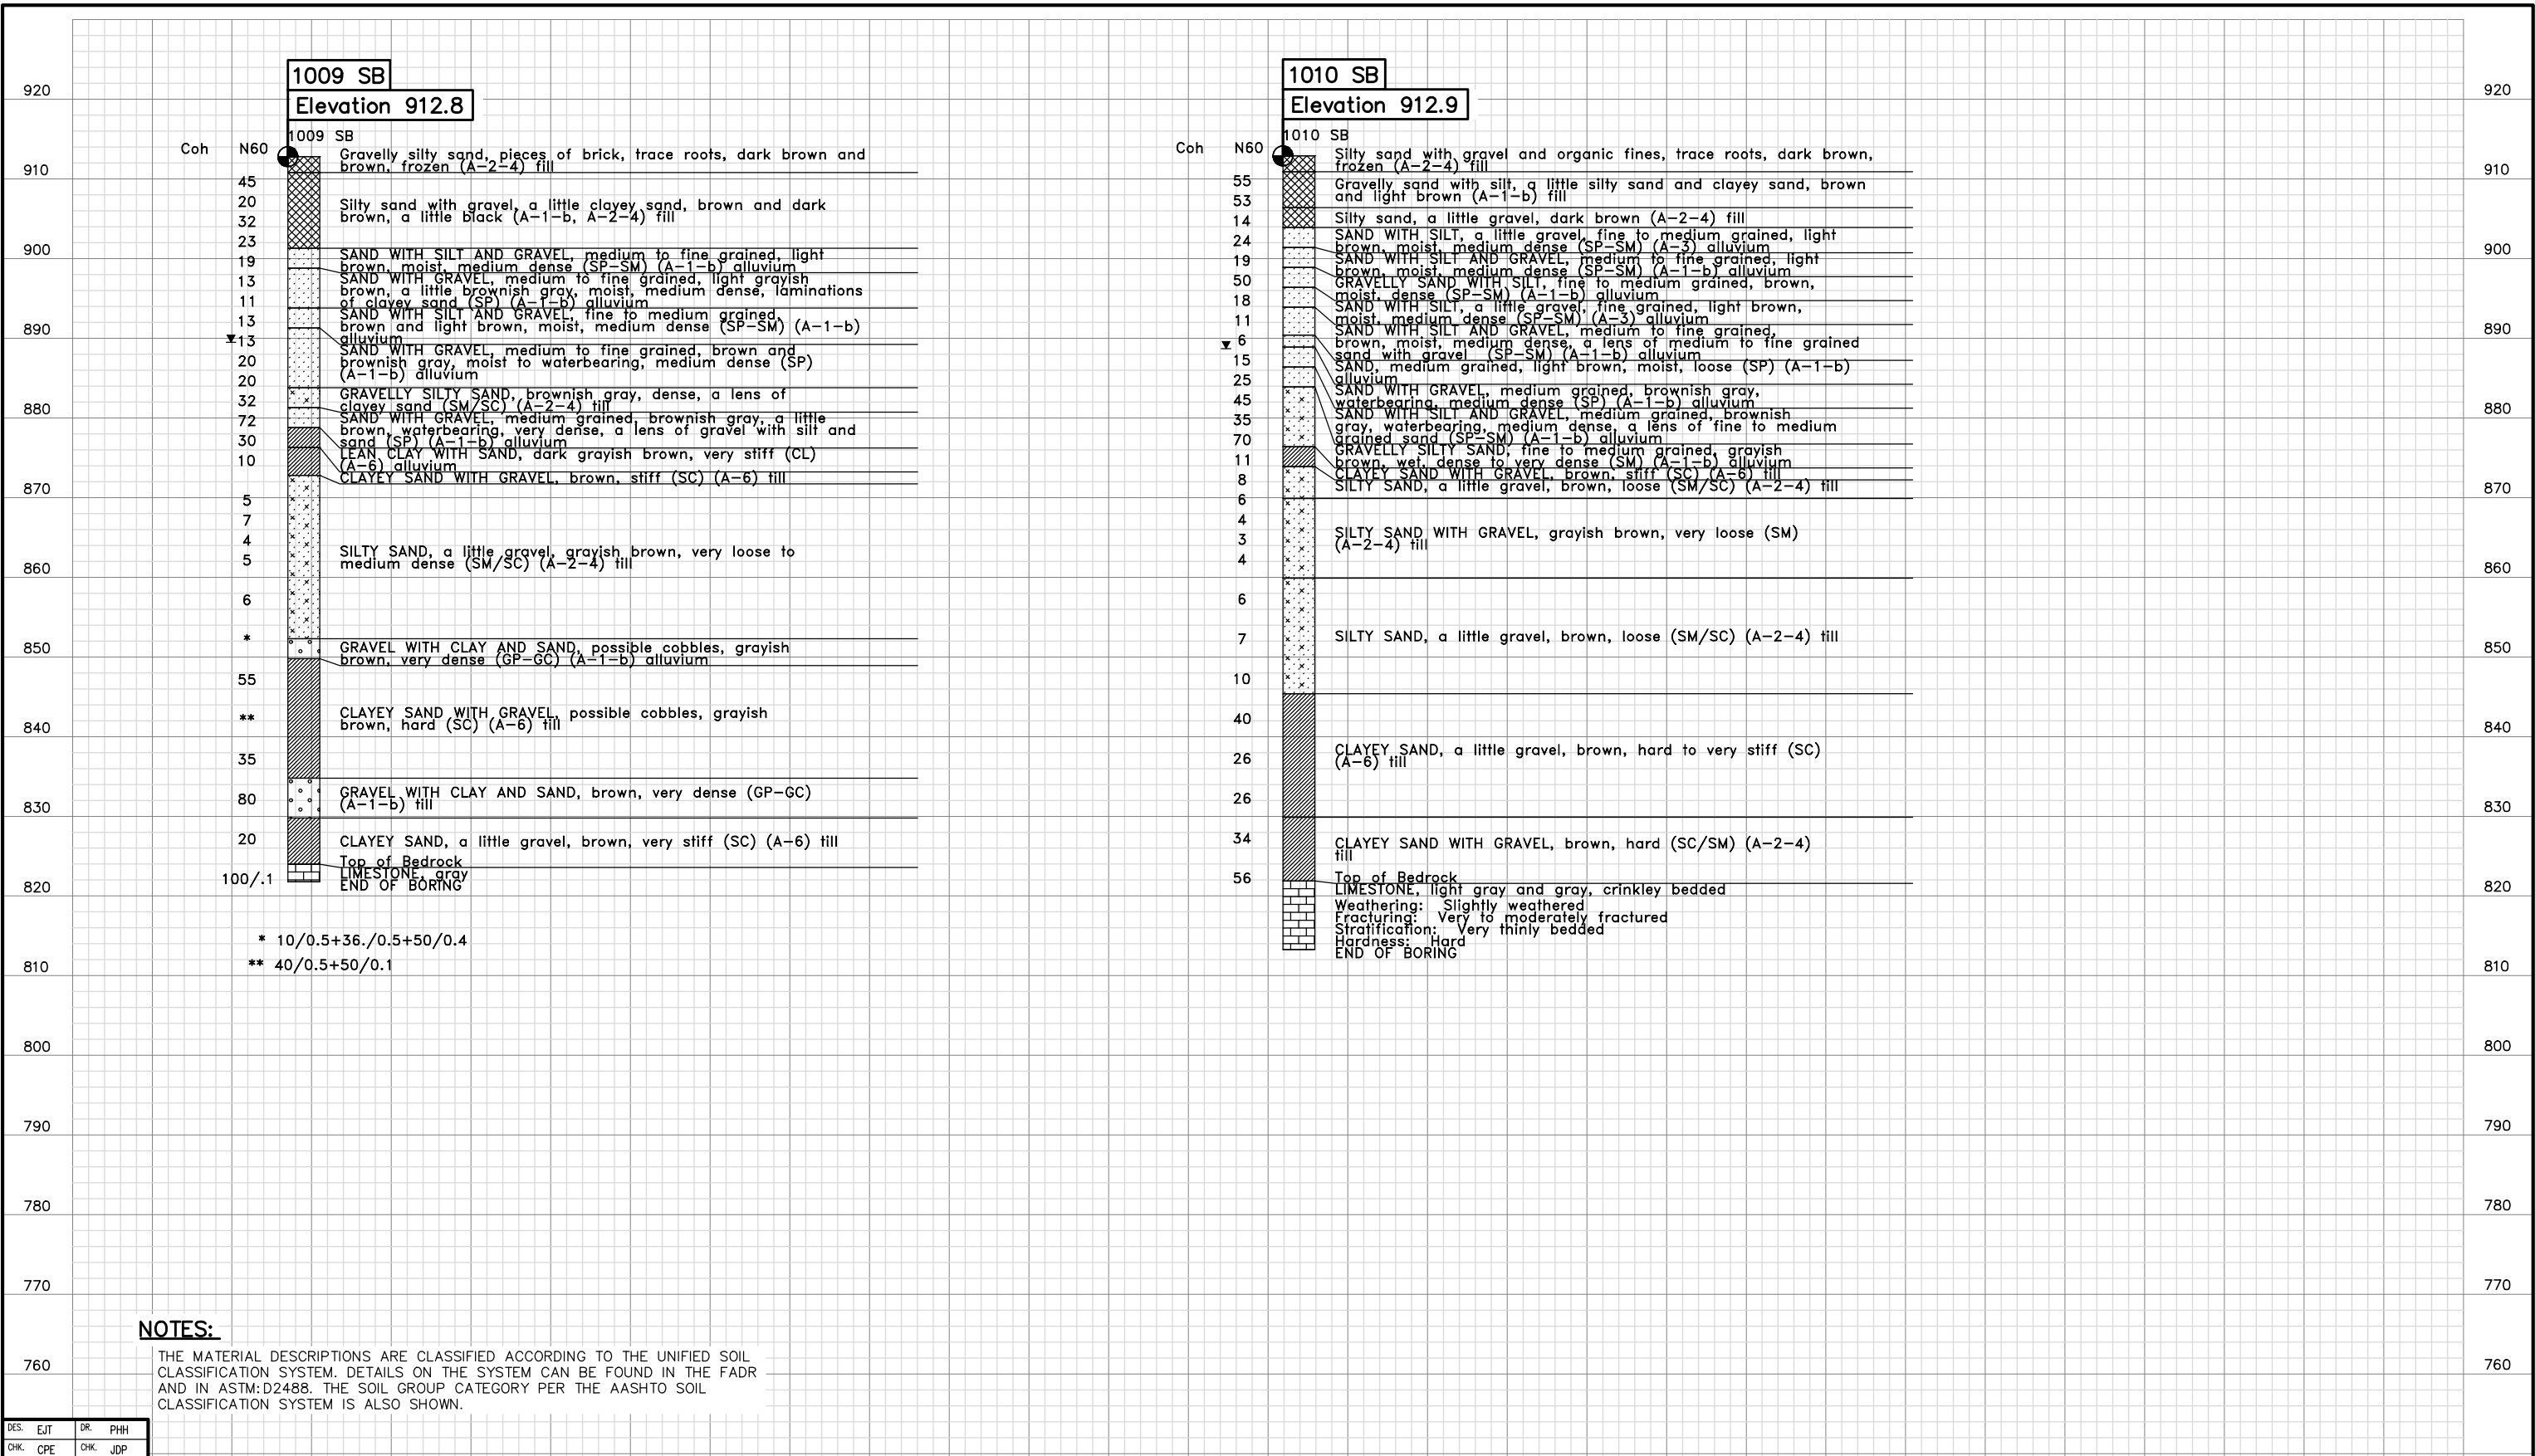 1009 SB
Elevation 912.8
1009 SB
Coh N60
Gravelly silty sand, pieces of brick, trace roots, dark brown and
brown, frozen (A-2-4) fill
Silty sand with gravel, a little clayey sand, brown and dark
brown, a little black (A-1-b, A-2-4) fill
SAND WITH SILT AND GRAVEL, medium to fine grained, light
brown, moist, medium dense (SP-SM) (A-1-b) alluvium
SAND WITH GRAVEL, medium to fine grained, light grayish
brown, a little brownish gray, moist, medium dense, laminations
of clayey sand (SP) (A-1-b) alluvium
SAND WITH SILT AND GRAVEL, fine to medium grained,
brown and light brown, moist, medium dense (SP-SM) (A-1-b)
alluvium
SAND WITH GRAVEL, medium to fine grained, brown and
brownish gray, moist to waterbearing, medium dense (SP)
(A-1-b) alluvium
GRAVELLY SILTY SAND, brownish gray, dense, a lens of
clayey sand (SM/SC) (A-2-4) till
SAND WITH GRAVEL, medium grained, brownish gray, a little
brown, waterbearing, very dense, a lens of gravel with silt and
sand (SP) (A-1-b) alluvium
LEAN CLAY WITH SAND, dark grayish brown, very stiff (CL)
(A-6) alluvium
CLAYEY SAND WITH GRAVEL, brown, stiff (SC) (A-6) till
SILTY SAND, a little gravel, grayish brown, very loose to
medium dense (SM/SC) (A-2-4) till
GRAVEL WITH CLAY AND SAND, possible cobbles, grayish
brown, very dense (GP-GC) (A-1-b) alluvium
CLAYEY SAND WITH GRAVEL, possible cobbles, grayish
brown, hard (SC) (A-6) till
GRAVEL WITH CLAY AND SAND, brown, very dense (GP-GC)
(A-1-b) till
CLAYEY SAND, a little gravel, brown, very stiff (SC) (A-6) till
Top of Bedrock
LIMESTONE, gray
END OF BORING
45
20
32
23
19
13
11
13
13
20
20
32
72
30
10
5
7
4
5
6
*
55
**
35
80
20
100/.1
* 10/0.5+36./0.5+50/0.4
** 40/0.5+50/0.1
1010 SB
Elevation 912.9
1010 SB
Coh N60
Silty sand with gravel and organic fines, trace roots, dark brown,
frozen (A-2-4) fill
Gravelly sand with silt, a little silty sand and clayey sand, brown
and light brown (A-1-b) fill
Silty sand, a little gravel, dark brown (A-2-4) fill
SAND WITH SILT, a little gravel, fine to medium grained, light
brown, moist, medium dense (SP-SM) (A-3) alluvium
SAND WITH SILT AND GRAVEL, medium to fine grained, light
brown, moist, medium dense (SP-SM) (A-1-b) alluvium
GRAVELLY SAND WITH SILT, fine to medium grained, brown,
moist, dense (SP-SM) (A-1-b) alluvium
SAND WITH SILT, a little gravel, fine grained, light brown,
moist, medium dense (SP-SM) (A-3) alluvium
SAND WITH SILT AND GRAVEL, medium to fine grained,
brown, moist, medium dense, a lens of medium to fine grained
sand with gravel (SP-SM) (A-1-b) alluvium
SAND, medium grained, light brown, moist, loose (SP) (A-1-b)
alluvium
SAND WITH GRAVEL, medium grained, brownish gray,
waterbearing, medium dense (SP) (A-1-b) alluvium
SAND WITH SILT AND GRAVEL, medium grained, brownish
gray, waterbearing, medium dense, a lens of fine to medium
grained sand (SP-SM) (A-1-b) alluvium
GRAVELLY SILTY SAND, fine to medium grained, grayish
brown, wet, dense to very dense (SM) (A-1-b) alluvium
CLAYEY SAND WITH GRAVEL, brown, stiff (SC) (A-6) till
SILTY SAND, a little gravel, brown, loose (SM/SC) (A-2-4) till
SILTY SAND WITH GRAVEL, grayish brown, very loose (SM)
(A-2-4) till
SILTY SAND, a little gravel, brown, loose (SM/SC) (A-2-4) till
CLAYEY SAND, a little gravel, brown, hard to very stiff (SC)
(A-6) till
CLAYEY SAND WITH GRAVEL, brown, hard (SC/SM) (A-2-4)
till
Top of Bedrock
LIMESTONE, light gray and gray, crinkley bedded
Weathering: Slightly weathered
Fracturing: Very to moderately fractured
Stratification: Very thinly bedded
Hardness: Hard
END OF BORING
55
53
14
24
19
50
18
11
6
15
25
45
35
70
11
8
6
4
3
4
6
7
10
40
26
26
34
56
920
910
900
890
880
870
860
850
840
830
820
810
800
790
780
770
760
920
910
900
890
880
870
860
850
840
830
820
810
800
790
780
770
760
NOTES:
THE MATERIAL DESCRIPTIONS ARE CLASSIFIED ACCORDING TO THE UNIFIED SOIL
CLASSIFICATION SYSTEM. DETAILS ON THE SYSTEM CAN BE FOUND IN THE FADR
AND IN ASTM:D2488. THE SOIL GROUP CATEGORY PER THE AASHTO SOIL
CLASSIFICATION SYSTEM IS ALSO SHOWN.
DES. EJT DR. PHH
CHK. CPE CHK. JDP